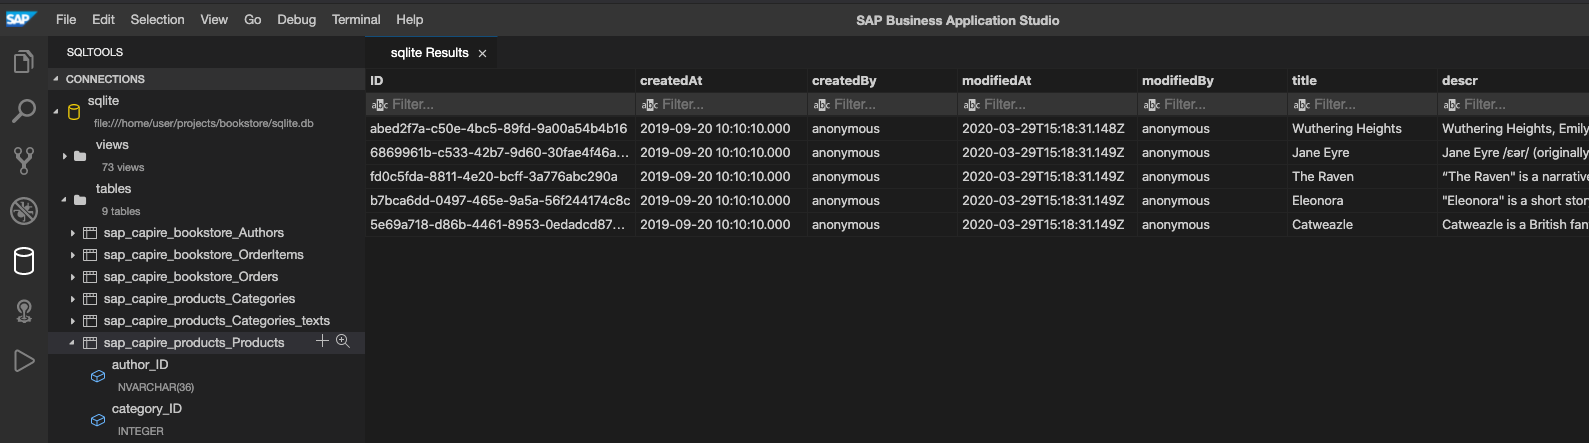 SAP File Edit Selection View Go Debug Terminal Help SAP Business Application Studio
SQLTOOLS
CONNECTIONS
sqlite
file:///home/user/projects/bookstore/sqlite.db
views
73 views
tables
9 tables
sap_capire_bookstore_Authors
sap_capire_bookstore_OrderItems
sap_capire_bookstore_Orders
sap_capire_products_Categories
sap_capire_products_Categories_texts
sap_capire_products_Products
author_ID
NVARCHAR(36)
category_ID
INTEGER
sqlite Results
ID createdAt createdBy modifiedAt modifiedBy title descr
abc Filter... abc Filter... abc Filter... abc Filter... abc Filter... abc Filter... abc Filter...
abed2f7a-c50e-4bc5-89fd-9a00a54b4b16 2019-09-20 10:10:10.000 anonymous 2020-03-29T15:18:31.148Z anonymous Wuthering Heights Wuthering Heights, Emily
6869961b-c533-42b7-9d60-30fae4f46a... 2019-09-20 10:10:10.000 anonymous 2020-03-29T15:18:31.149Z anonymous Jane Eyre Jane Eyre /ɛər/ (originally
fd0c5fda-8811-4e20-bcff-3a776abc290a 2019-09-20 10:10:10.000 anonymous 2020-03-29T15:18:31.149Z anonymous The Raven “The Raven" is a narrative
b7bca6dd-0497-465e-9a5a-56f244174c8c 2019-09-20 10:10:10.000 anonymous 2020-03-29T15:18:31.149Z anonymous Eleonora "Eleonora" is a short stor
5e69a718-d86b-4461-8953-0edadcd87... 2019-09-20 10:10:10.000 anonymous 2020-03-29T15:18:31.149Z anonymous Catweazle Catweazle is a British fan